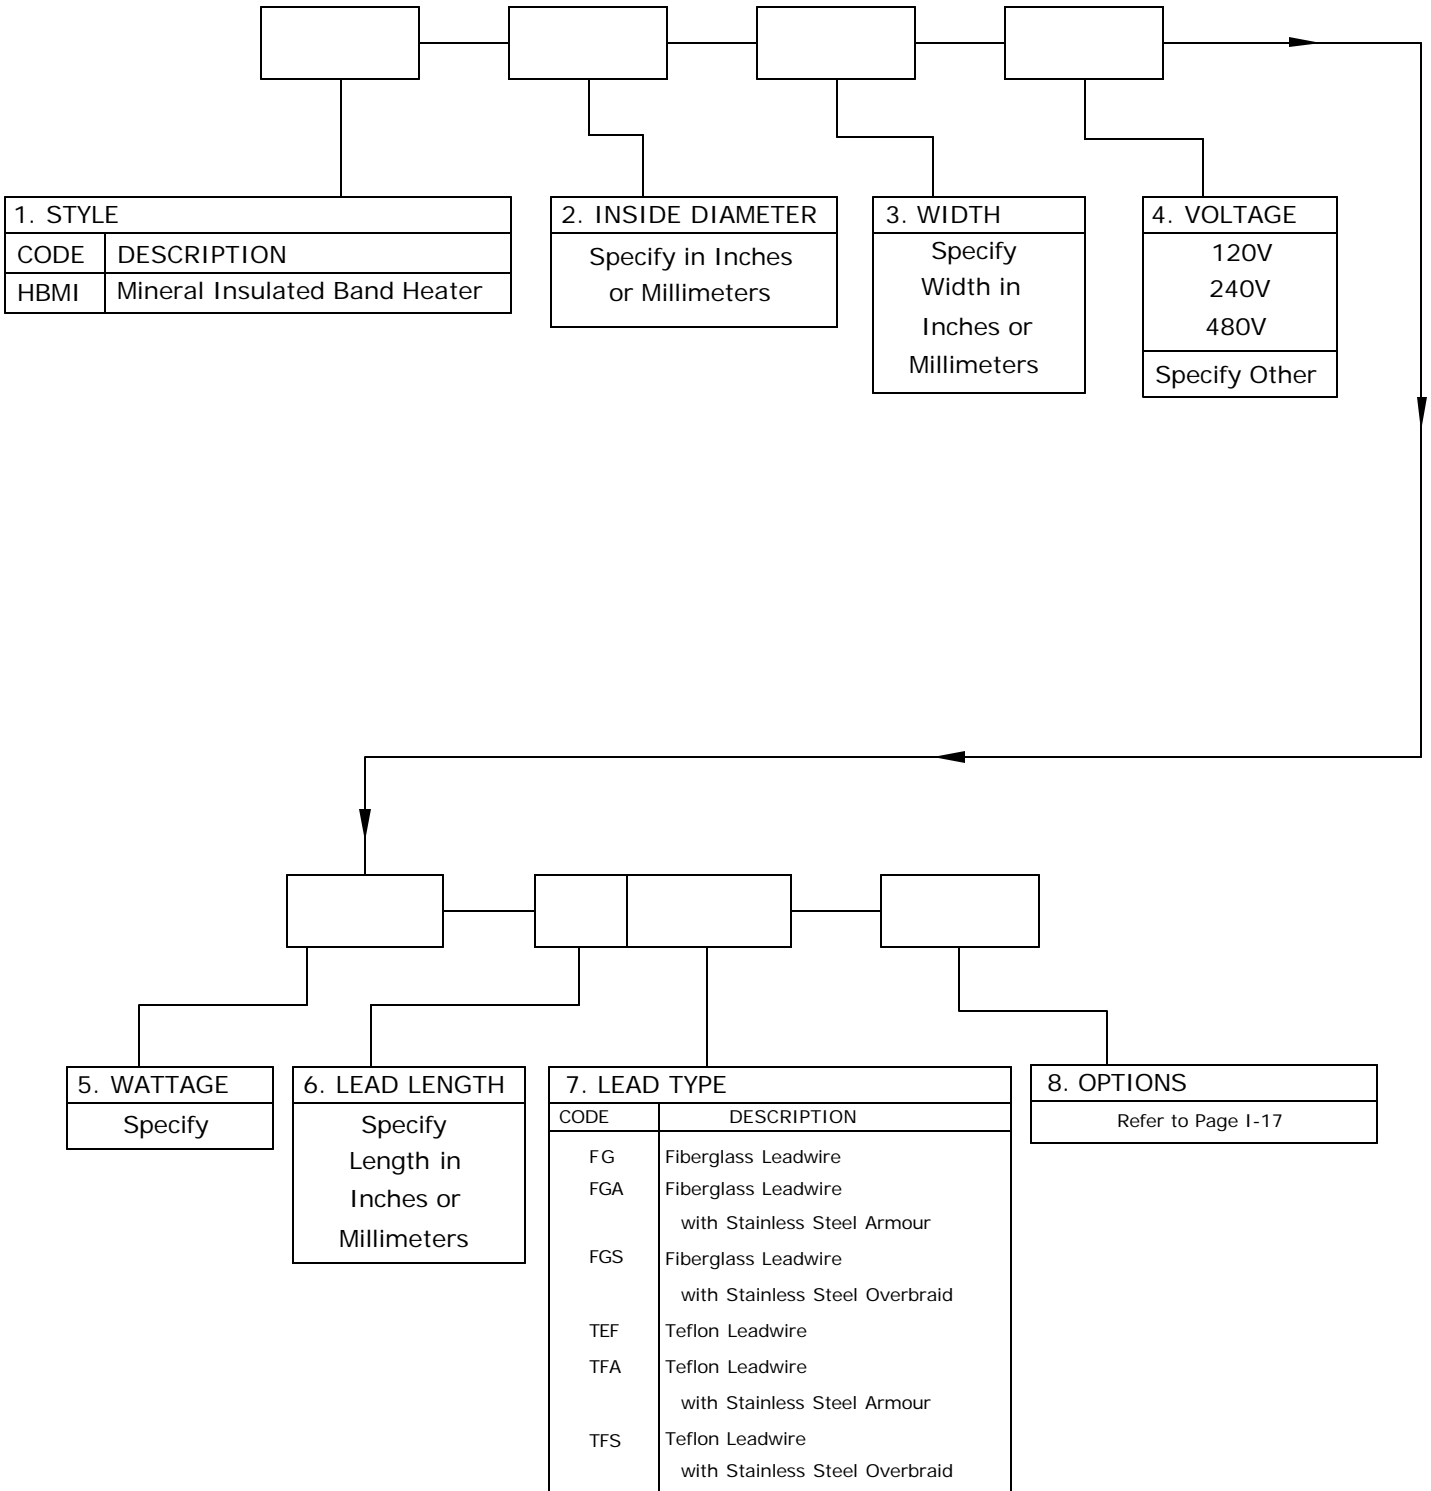 1. STYLE
CODE DESCRIPTION
HBMI Mineral Insulated Band Heater
2. INSIDE DIAMETER
Specify in Inches
or Millimeters
3. WIDTH
Specify
Width in
Inches or
Millimeters
4. VOLTAGE
120V
240V
480V
Specify Other
5. WATTAGE
Specify
6. LEAD LENGTH
Specify
Length in
Inches or
Millimeters
7. LEAD TYPE
CODE DESCRIPTION
FG Fiberglass Leadwire
FGA Fiberglass Leadwire
with Stainless Steel Armour
FGS Fiberglass Leadwire
with Stainless Steel Overbraid
TEF Teflon Leadwire
TFA Teflon Leadwire
with Stainless Steel Armour
TFS Teflon Leadwire
with Stainless Steel Overbraid
8. OPTIONS
Refer to Page I-17